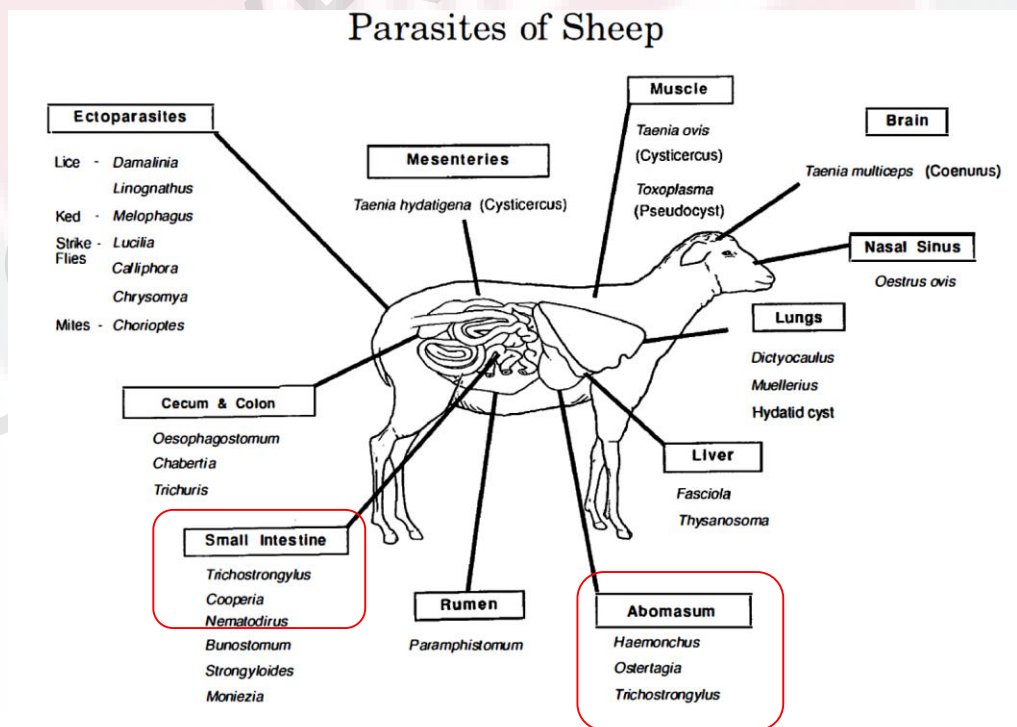 Parasites of Sheep
Ectoparasites
Lice - Damalinia
Linognathus
Ked - Melophagus
Strike - Lucilia
Flies
Calliphora
Chrysomya
Mites - Chorioptes
Mesenteries
Taenia hydatigena (Cysticercus)
Muscle
Taenia ovis
(Cysticercus)
Toxoplasma
(Pseudocyst)
Brain
Taenia multiceps (Coenurus)
Nasal Sinus
Oestrus ovis
Lungs
Dictyocaulus
Muellerius
Hydatid cyst
Liver
Fasciola
Thysanosoma
Cecum & Colon
Oesophagostomum
Chabertia
Trichuris
Small Intestine
Trichostrongylus
Cooperia
Nematodirus
Bunostomum
Strongyloides
Moniezia
Rumen
Paramphistomum
Abomasum
Haemonchus
Ostertagia
Trichostrongylus